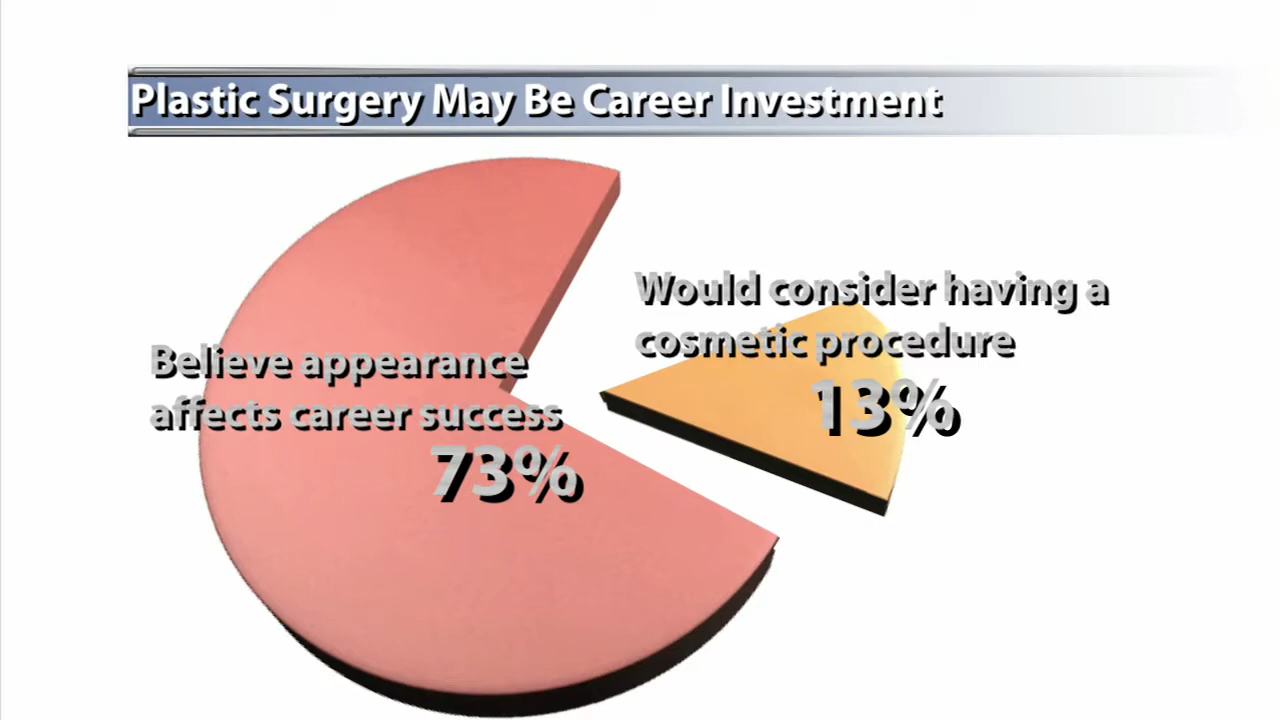 Plastic Surgery May Be Career Investment
Would consider having a
cosmetic procedure
13%
Believe appearance
affects career success
73%